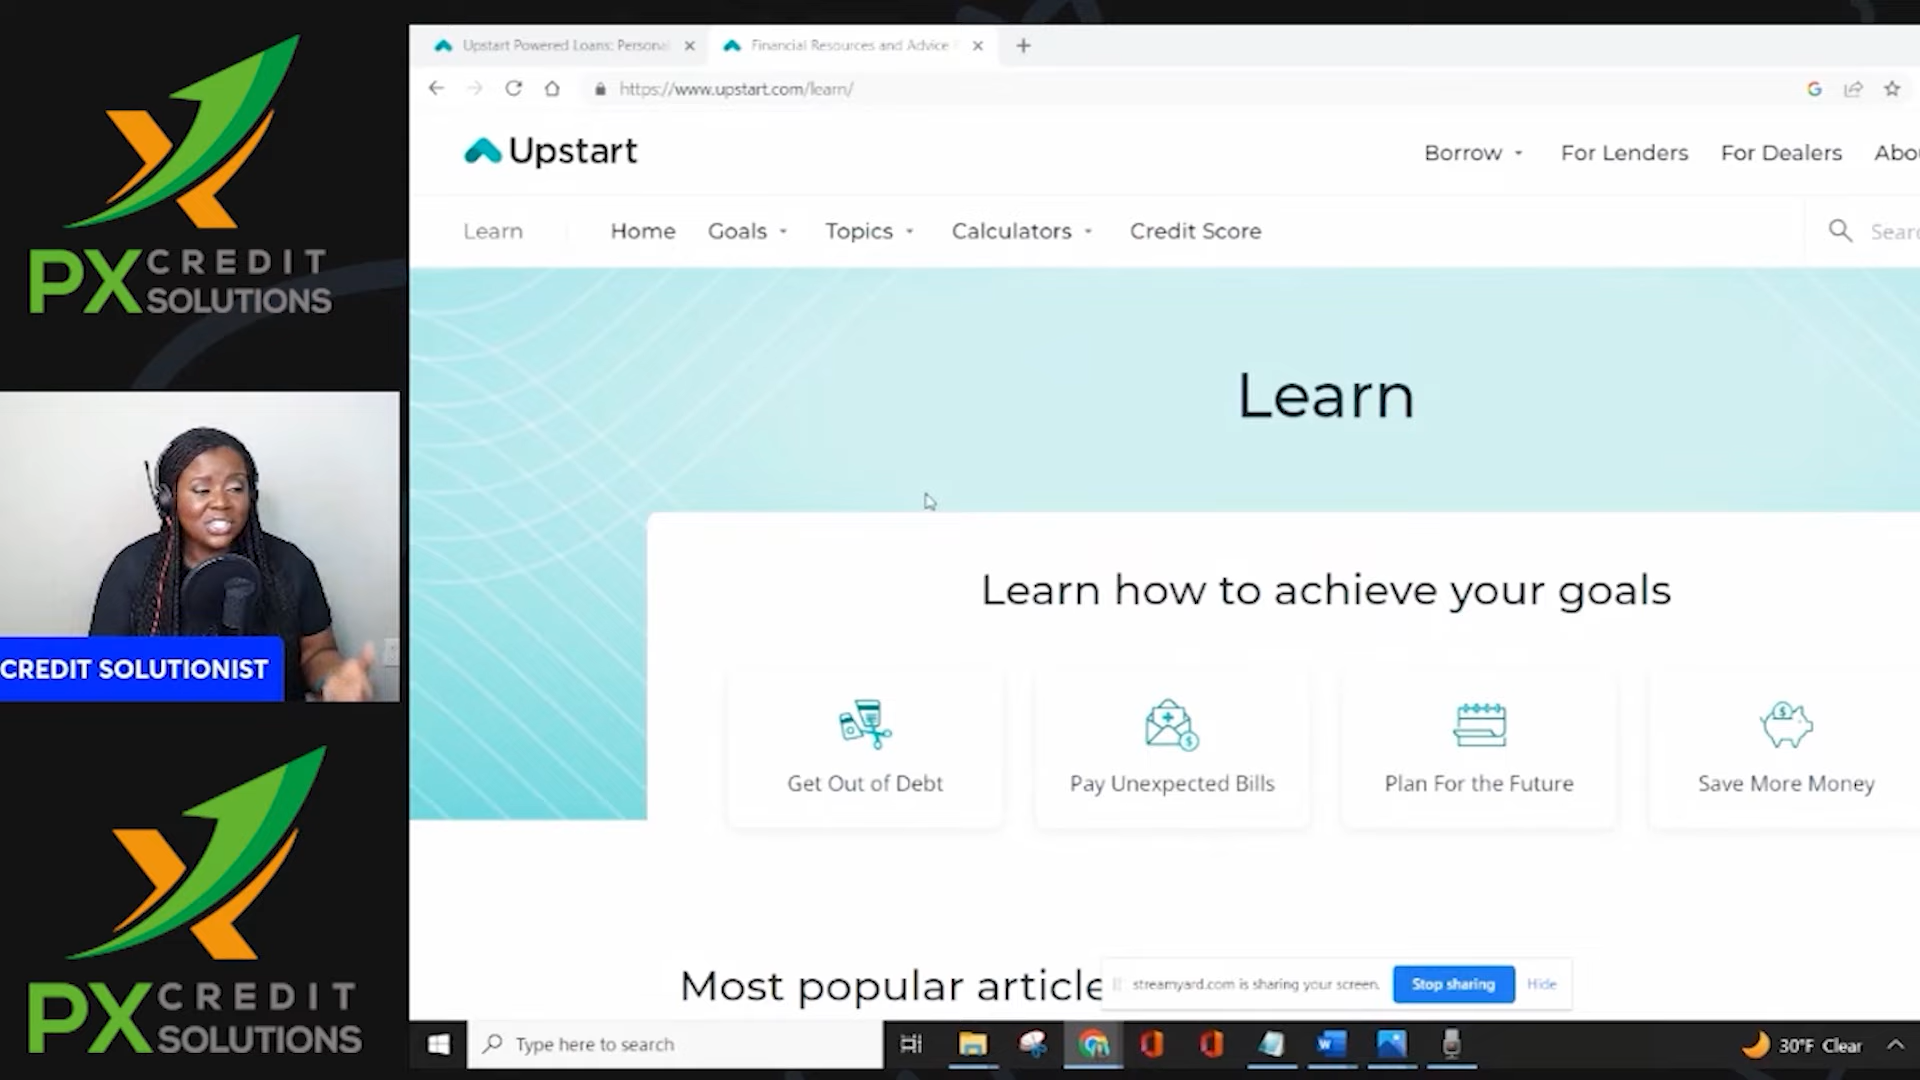 PX CREDIT
SOLUTIONS
CREDIT SOLUTIONIST
PX CREDIT
SOLUTIONS
Upstart Powered Loans: Persona
Financial Resources and Advice
https://www.upstart.com/learn/
Upstart
Borrow
For Lenders
For Dealers
Abou
Learn
Home
Goals
Topics
Calculators
Credit Score
Sear
Learn
Learn how to achieve your goals
Get Out of Debt
Pay Unexpected Bills
Plan For the Future
Save More Money
Most popular article
streamyard.com is sharing your screen.
Stop sharing
Hide
Type here to search
30°F Clear